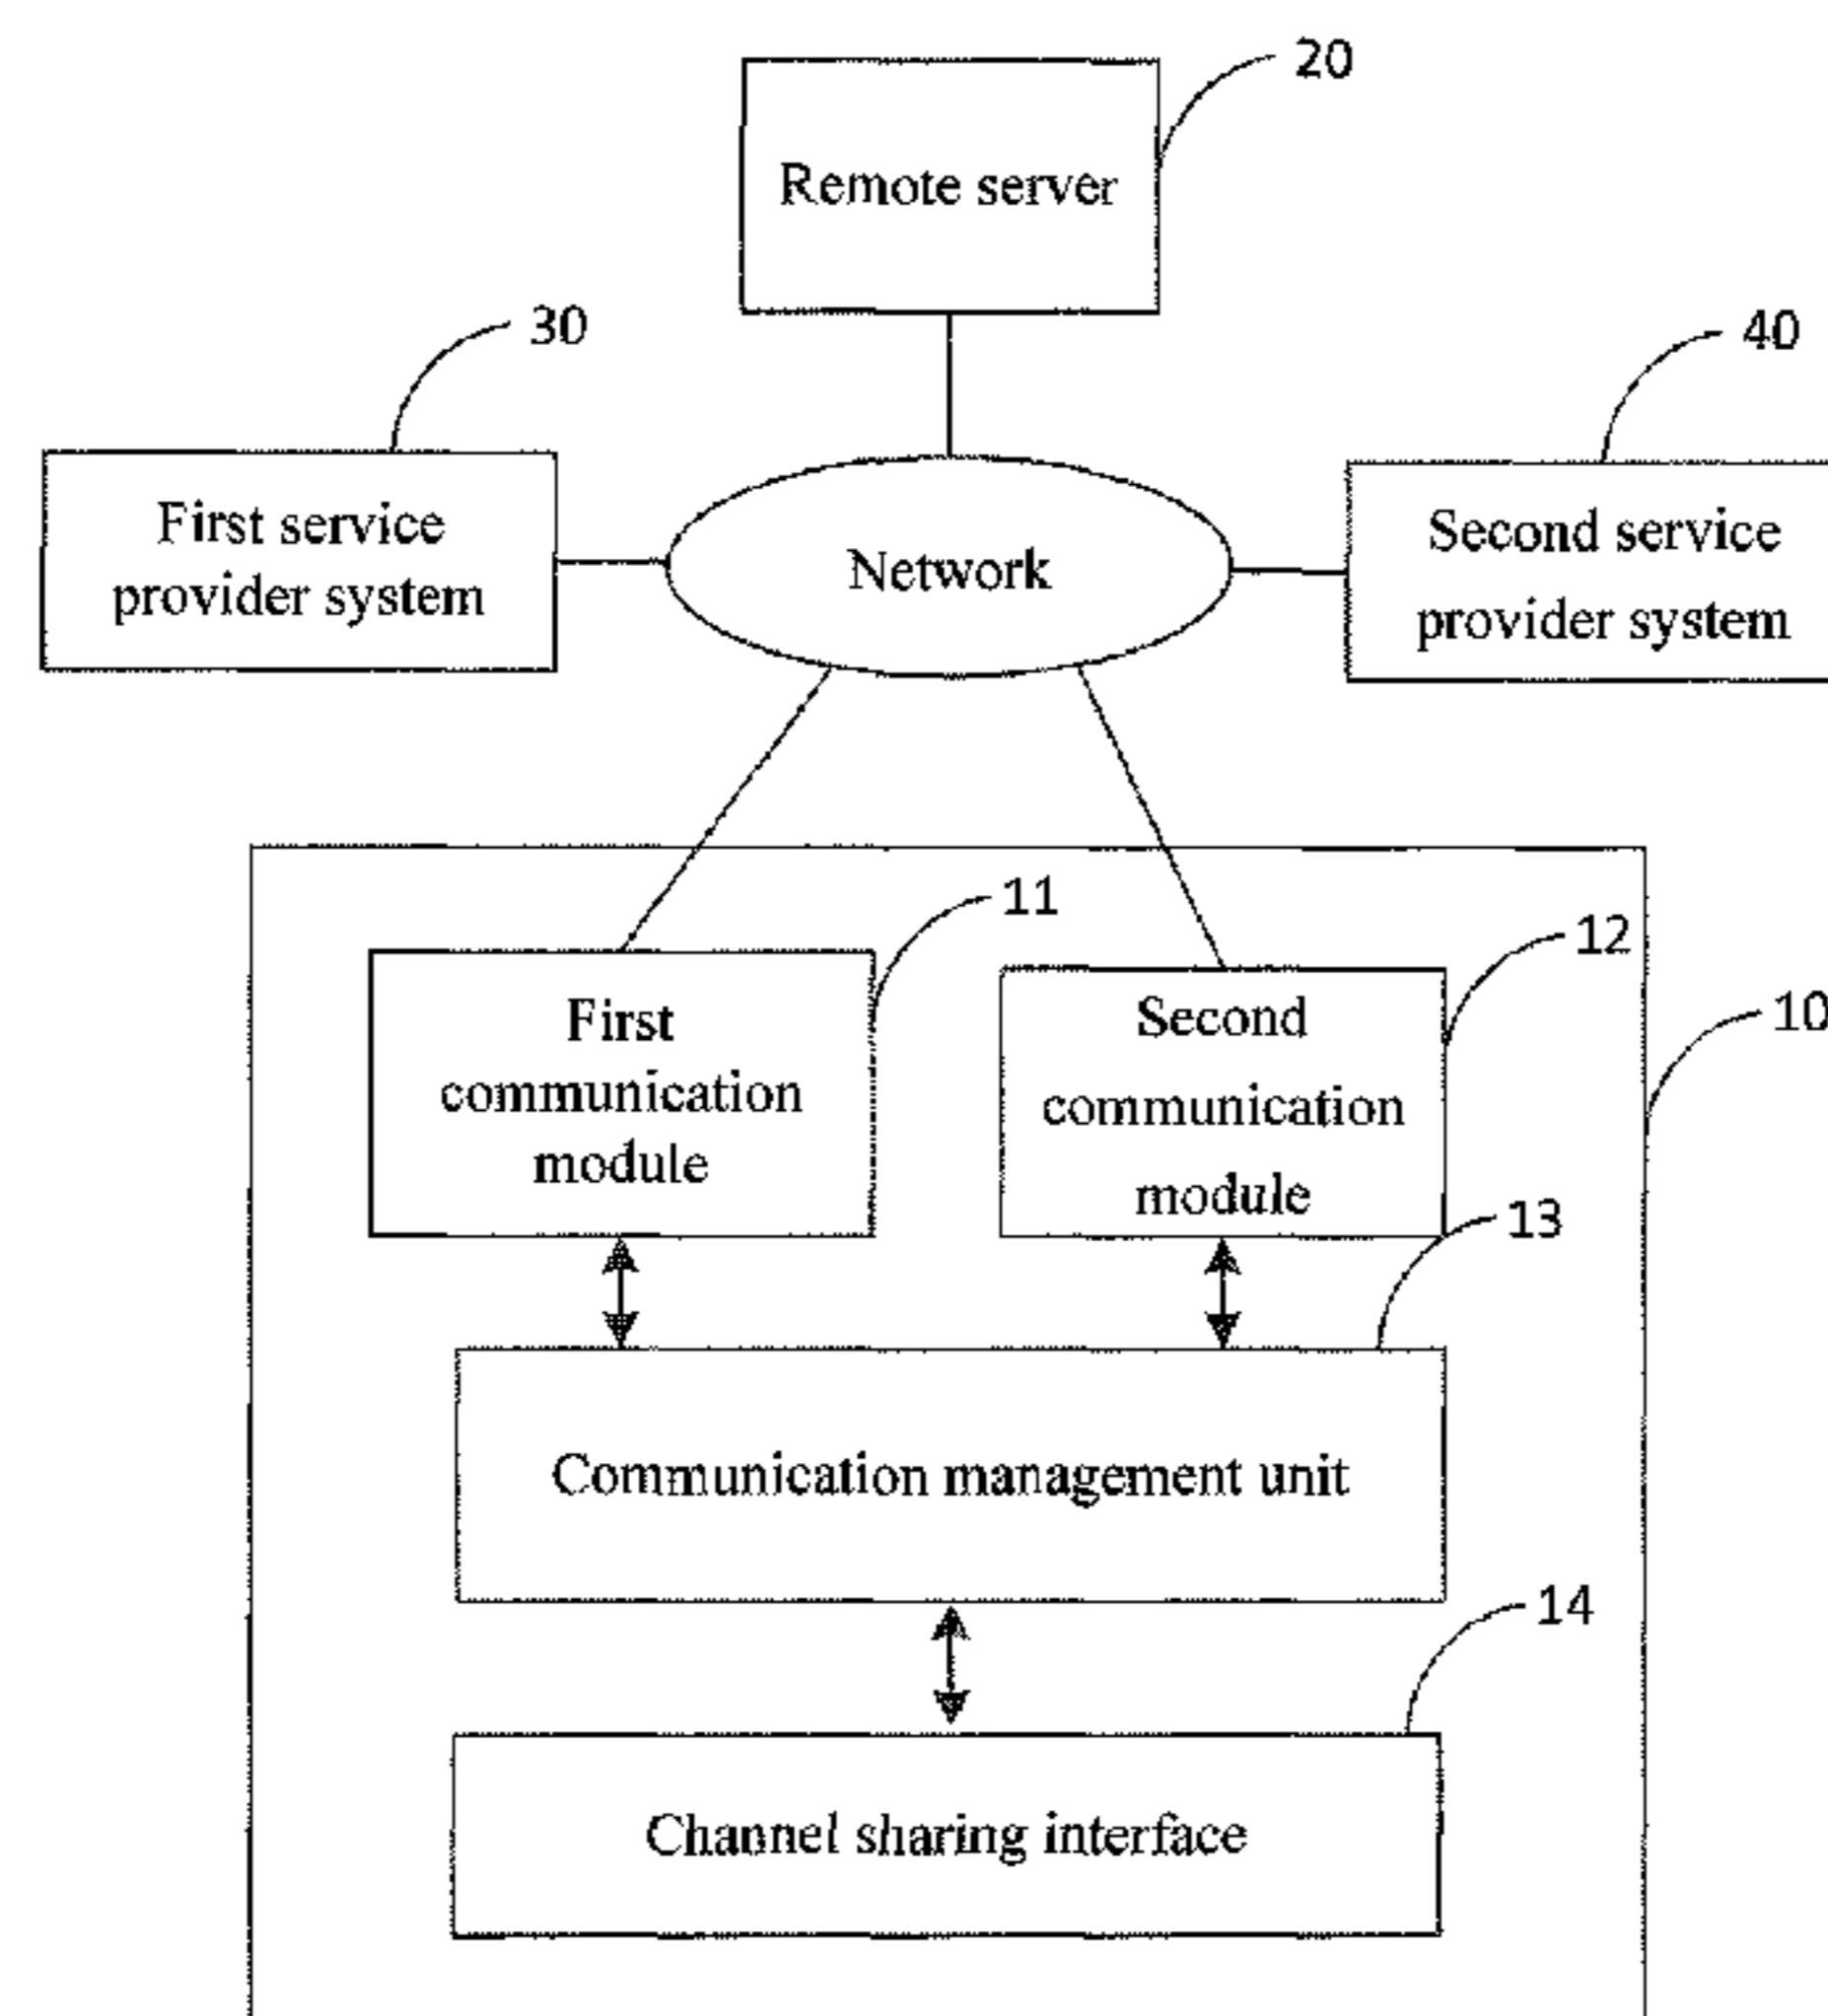 20
Remote server
30
40
First service
provider system
Network
Second service
provider system
11
12
10
First
communication
module
Second
communication
module
13
Communication management unit
14
Channel sharing interface